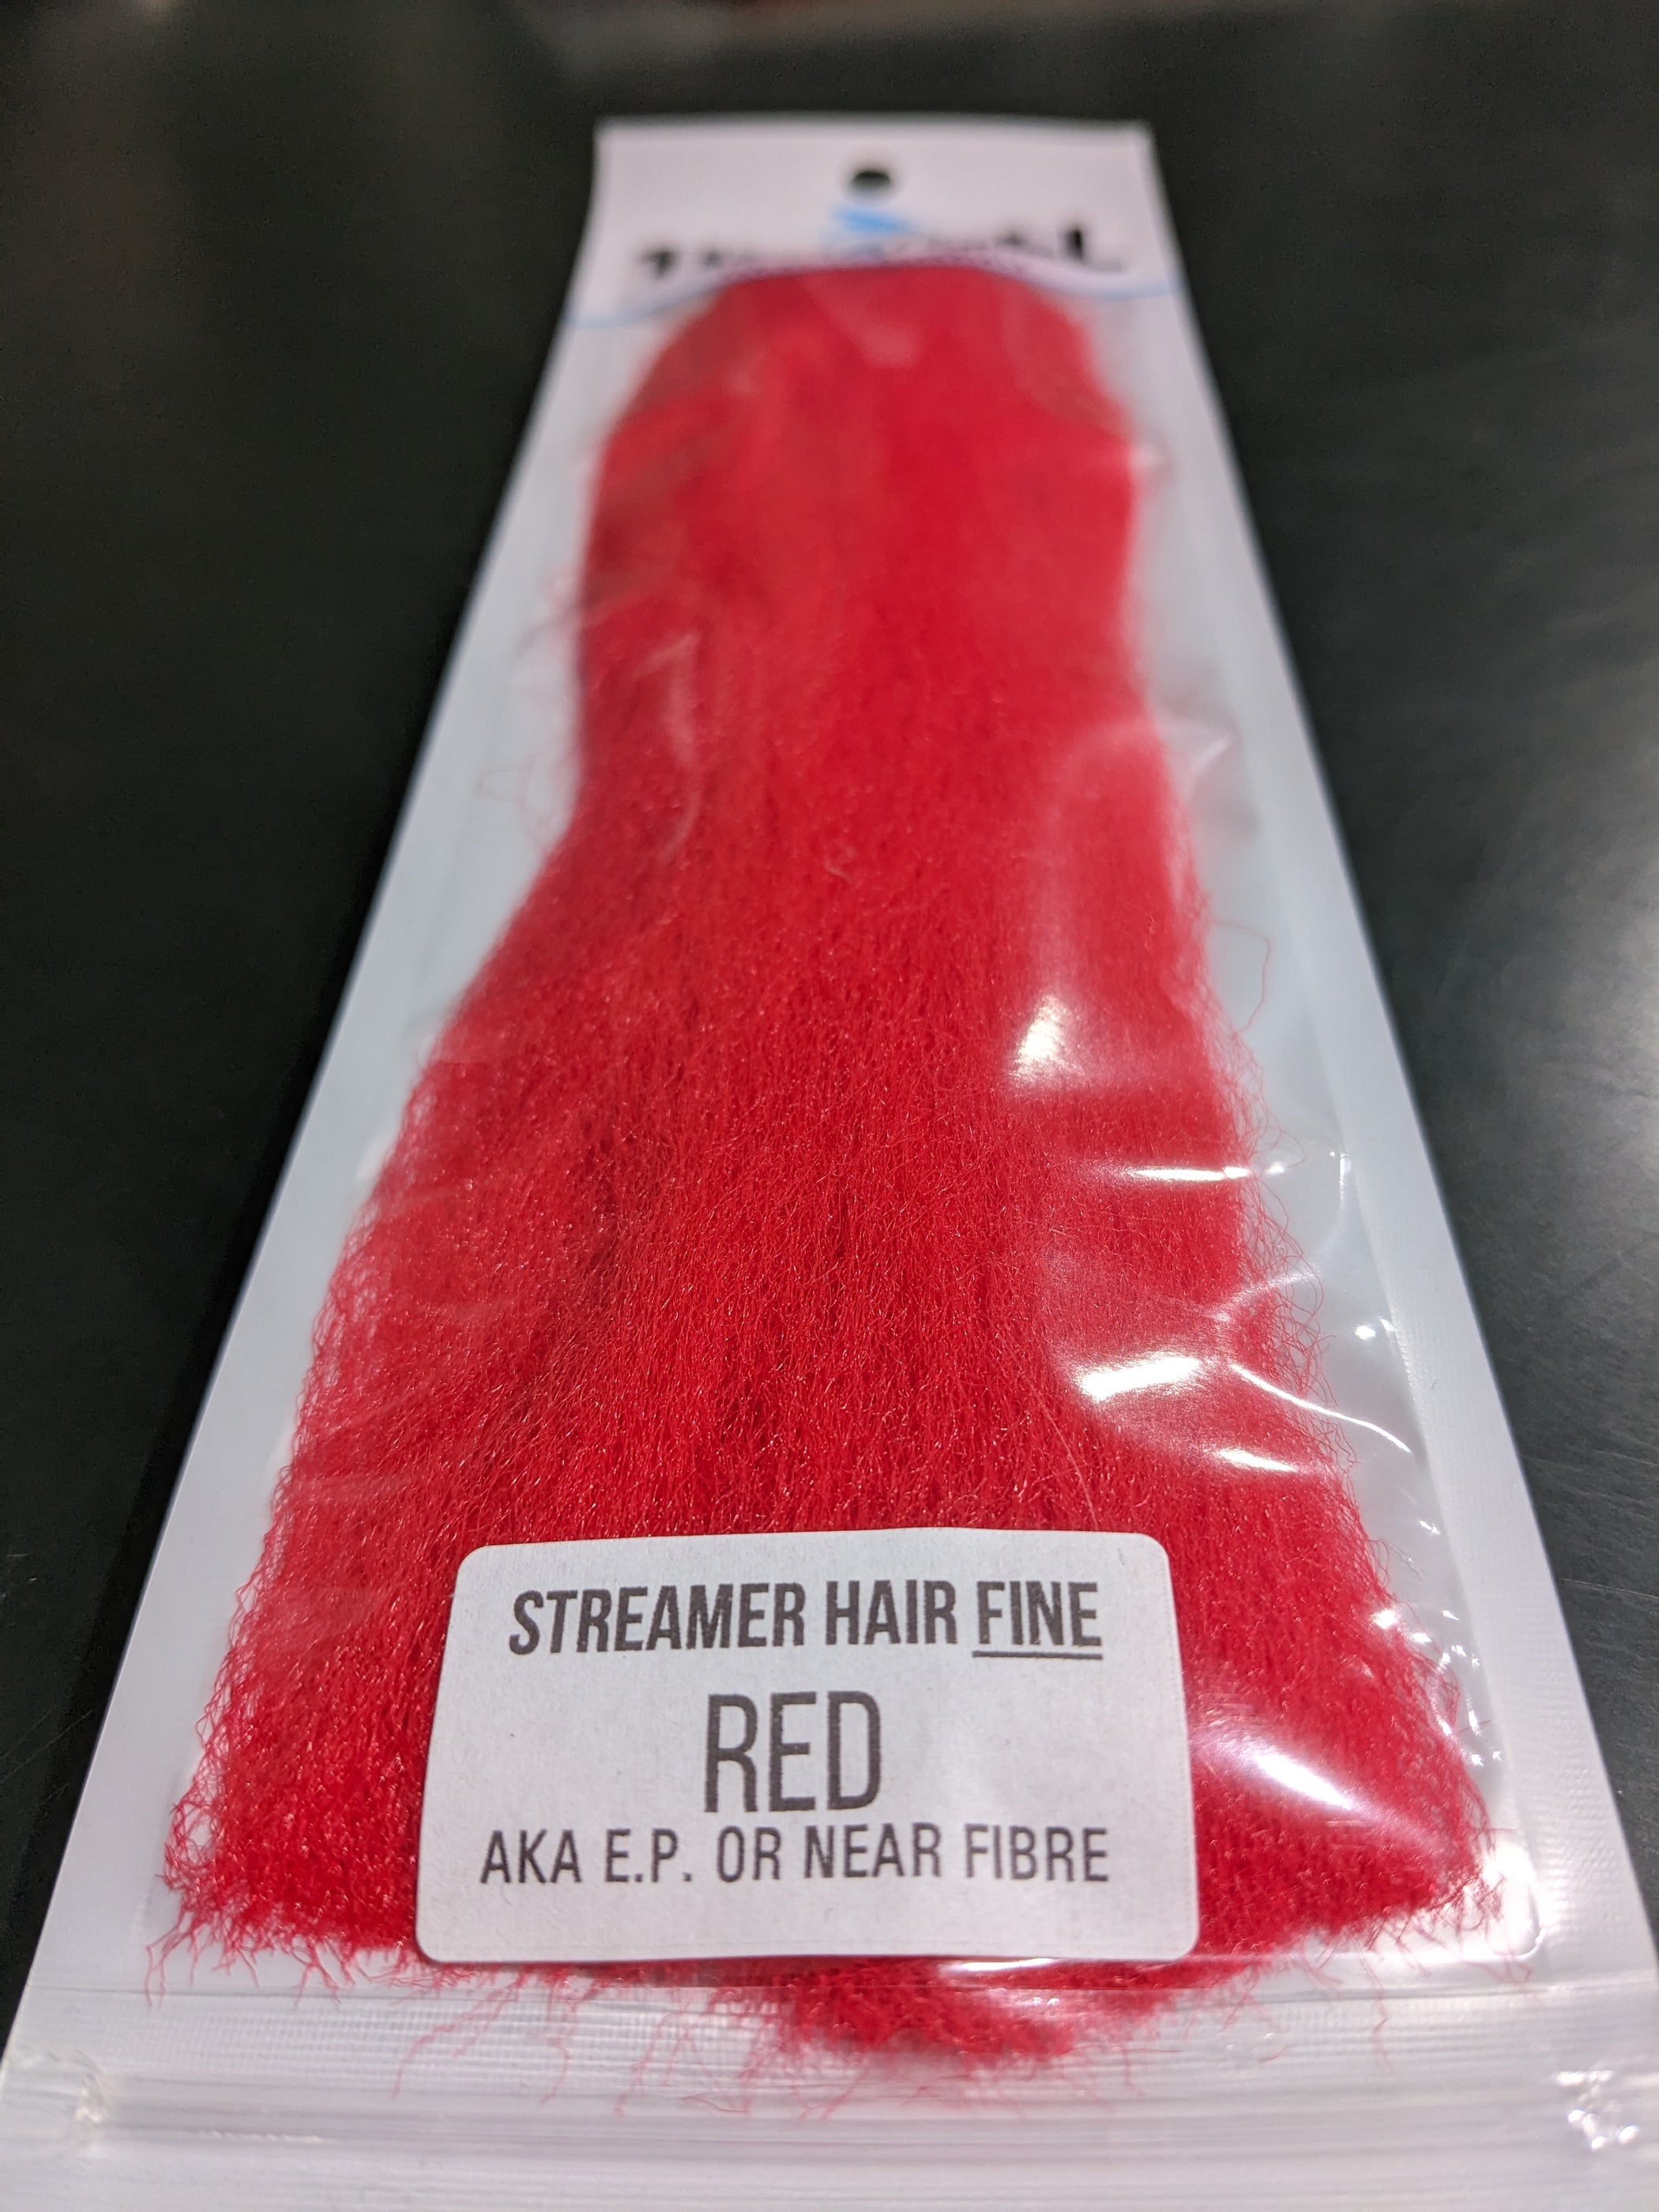 STREAMER HAIR FINE
RED
AKA E.P. OR NEAR FIBRE